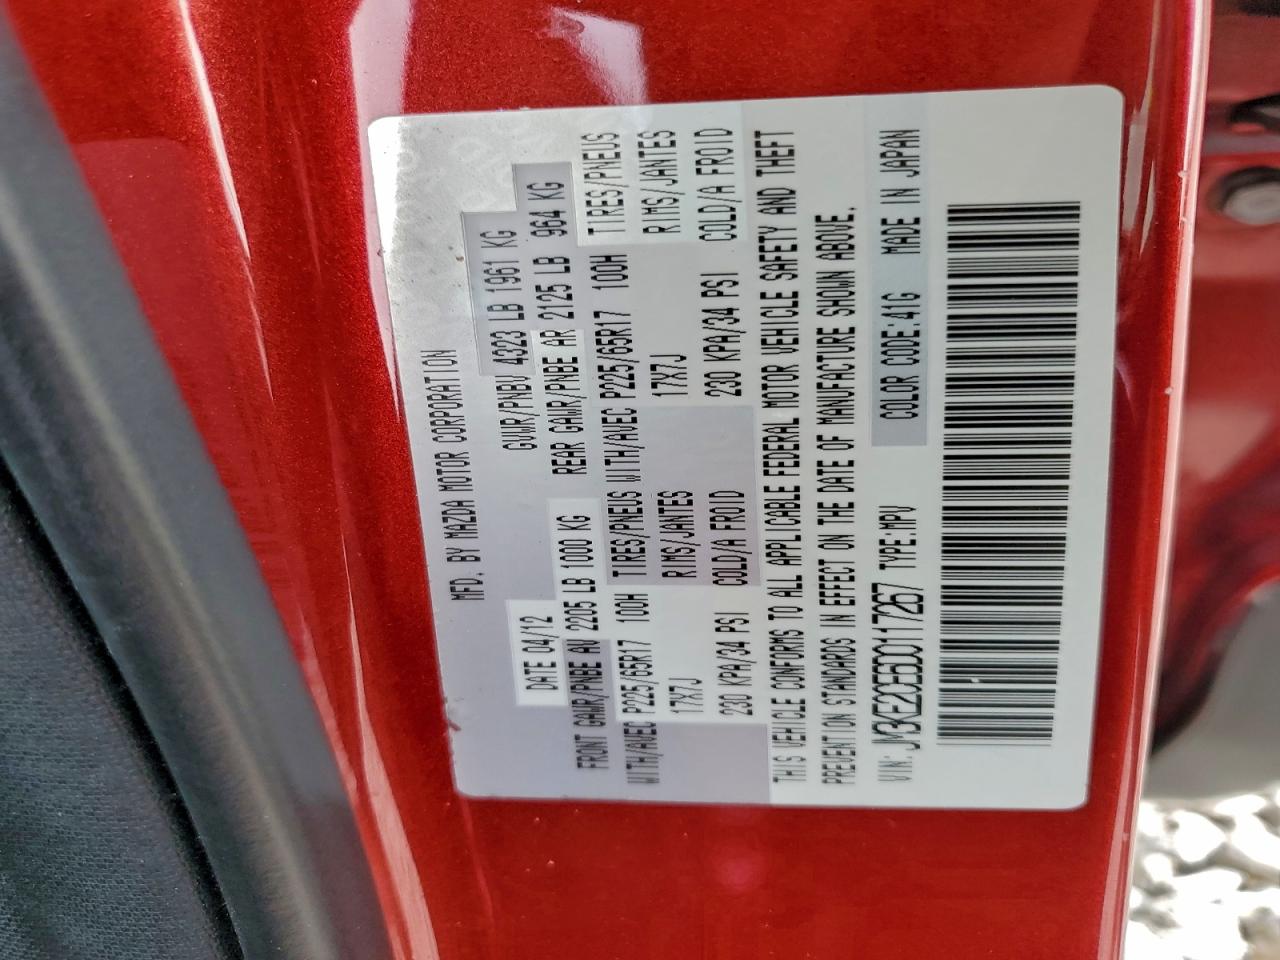 MFD. BY MAZDA MOTOR CORPORATION
DATE 04/12 GVWR/PNBV 4323 LB 1961 KG
FRONT GAWR/PNBE AV 2205 LB 1000 KG REAR GAWR/PNBE AR 2125 LB 964 KG
WITH/AVEC P225/65R17 100H TIRES/PNEUS WITH/AVEC P225/65R17 100H TIRES/PNEUS
17X7J RIMS/JANTES 17X7J RIMS/JANTES
230 KPA/34 PSI COLD/A FROID 230 KPA/34 PSI COLD/A FROID
THIS VEHICLE CONFORMS TO ALL APPLICABLE FEDERAL MOTOR VEHICLE SAFETY AND THEFT
PREVENTION STANDARDS IN EFFECT ON THE DATE OF MANUFACTURE SHOWN ABOVE.
VIN: JM3KE2CE6D0117267 TYPE:MPV COLOR CODE:41G MADE IN JAPAN